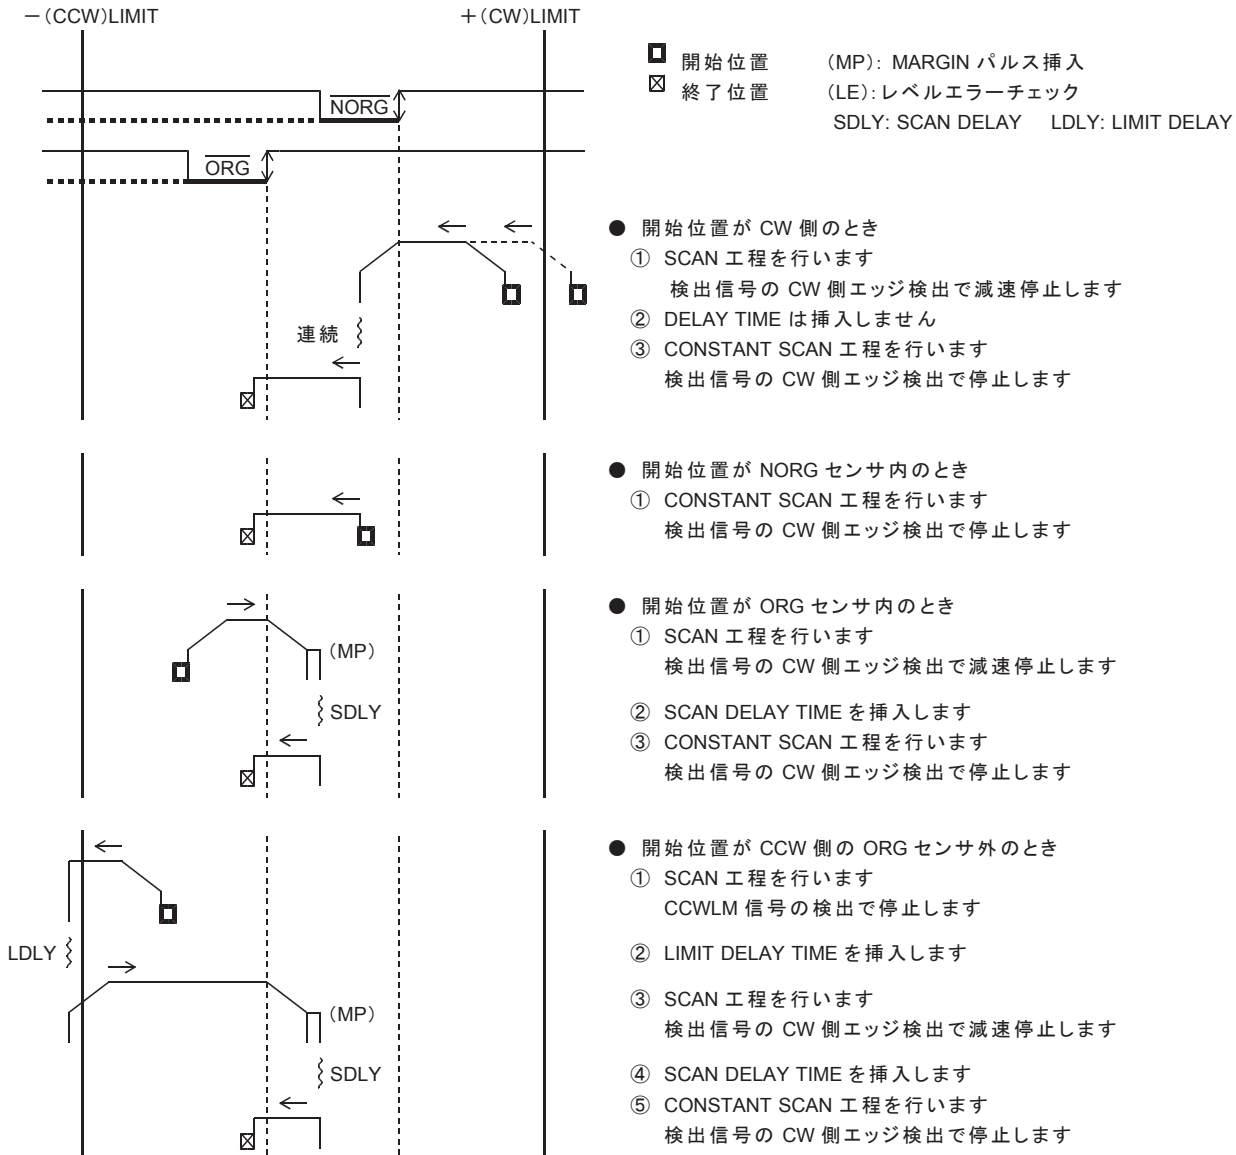 －(CCW)LIMIT
＋(CW)LIMIT
開始位置 (MP): MARGIN パルス挿入
終了位置 (LE):レベルエラーチェック
SDLY: SCAN DELAY LDLY: LIMIT DELAY
NORG
ORG
連続
● 開始位置が CW 側のとき
① SCAN 工程を行います
検出信号の CW 側エッジ検出で減速停止します
② DELAY TIME は挿入しません
③ CONSTANT SCAN 工程を行います
検出信号の CW 側エッジ検出で停止します
● 開始位置が NORG センサ内のとき
① CONSTANT SCAN 工程を行います
検出信号の CW 側エッジ検出で停止します
(MP)
SDLY
● 開始位置が ORG センサ内のとき
① SCAN 工程を行います
検出信号の CW 側エッジ検出で減速停止します
② SCAN DELAY TIME を挿入します
③ CONSTANT SCAN 工程を行います
検出信号の CW 側エッジ検出で停止します
LDLY
(MP)
SDLY
● 開始位置が CCW 側の ORG センサ外のとき
① SCAN 工程を行います
CCWLM 信号の検出で停止します
② LIMIT DELAY TIME を挿入します
③ SCAN 工程を行います
検出信号の CW 側エッジ検出で減速停止します
④ SCAN DELAY TIME を挿入します
⑤ CONSTANT SCAN 工程を行います
検出信号の CW 側エッジ検出で停止します